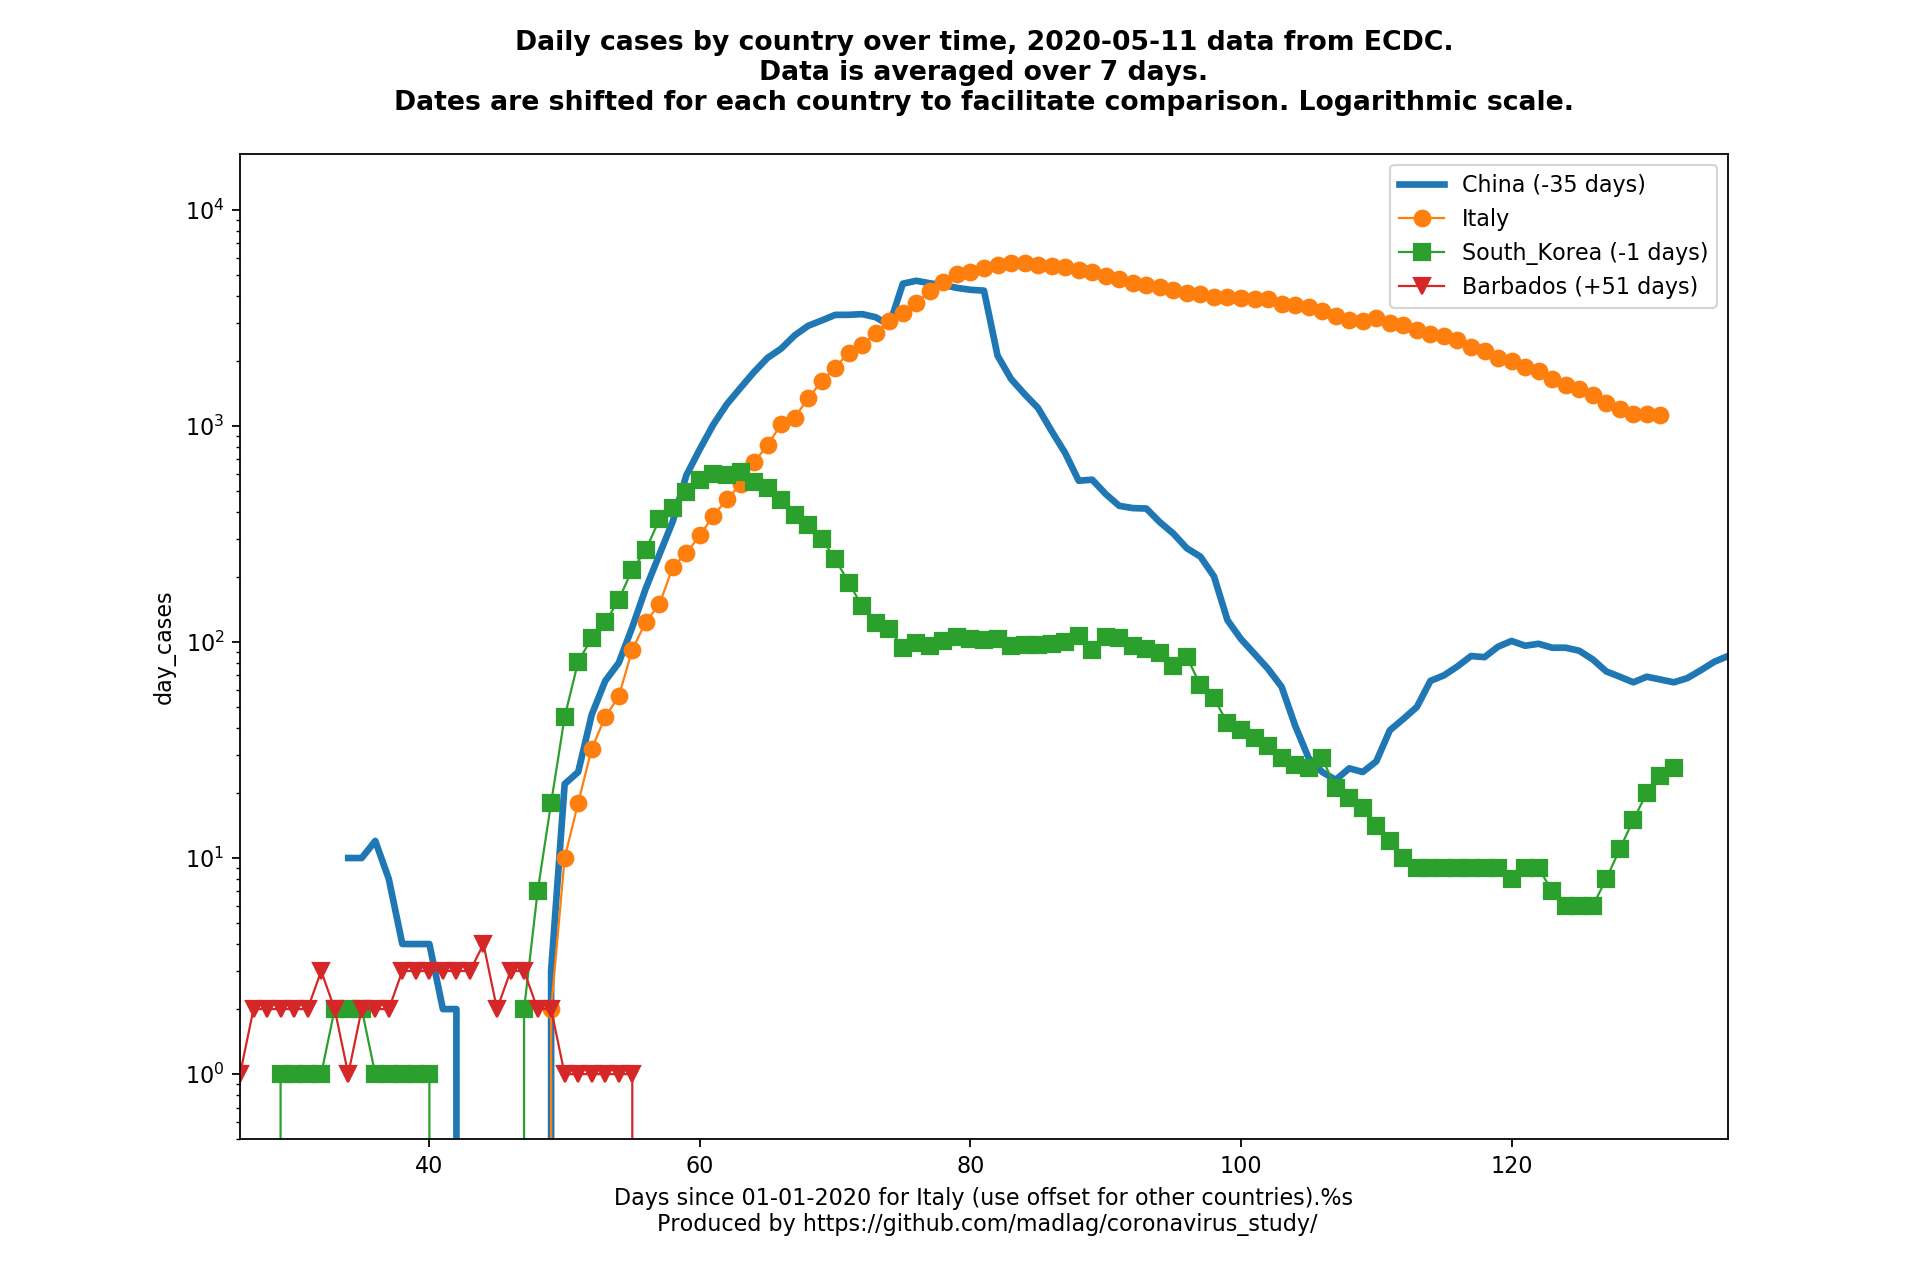 Daily cases by country over time, 2020-05-11 data from ECDC.
Data is averaged over 7 days.
Dates are shifted for each country to facilitate comparison. Logarithmic scale.
China (-35 days)
Italy
South_Korea (-1 days)
Barbados (+51 days)
day_cases
10^4
10^3
10^2
10^1
10^0
40 60 80 100 120
Days since 01-01-2020 for Italy (use offset for other countries).%s
Produced by https://github.com/madlag/coronavirus_study/